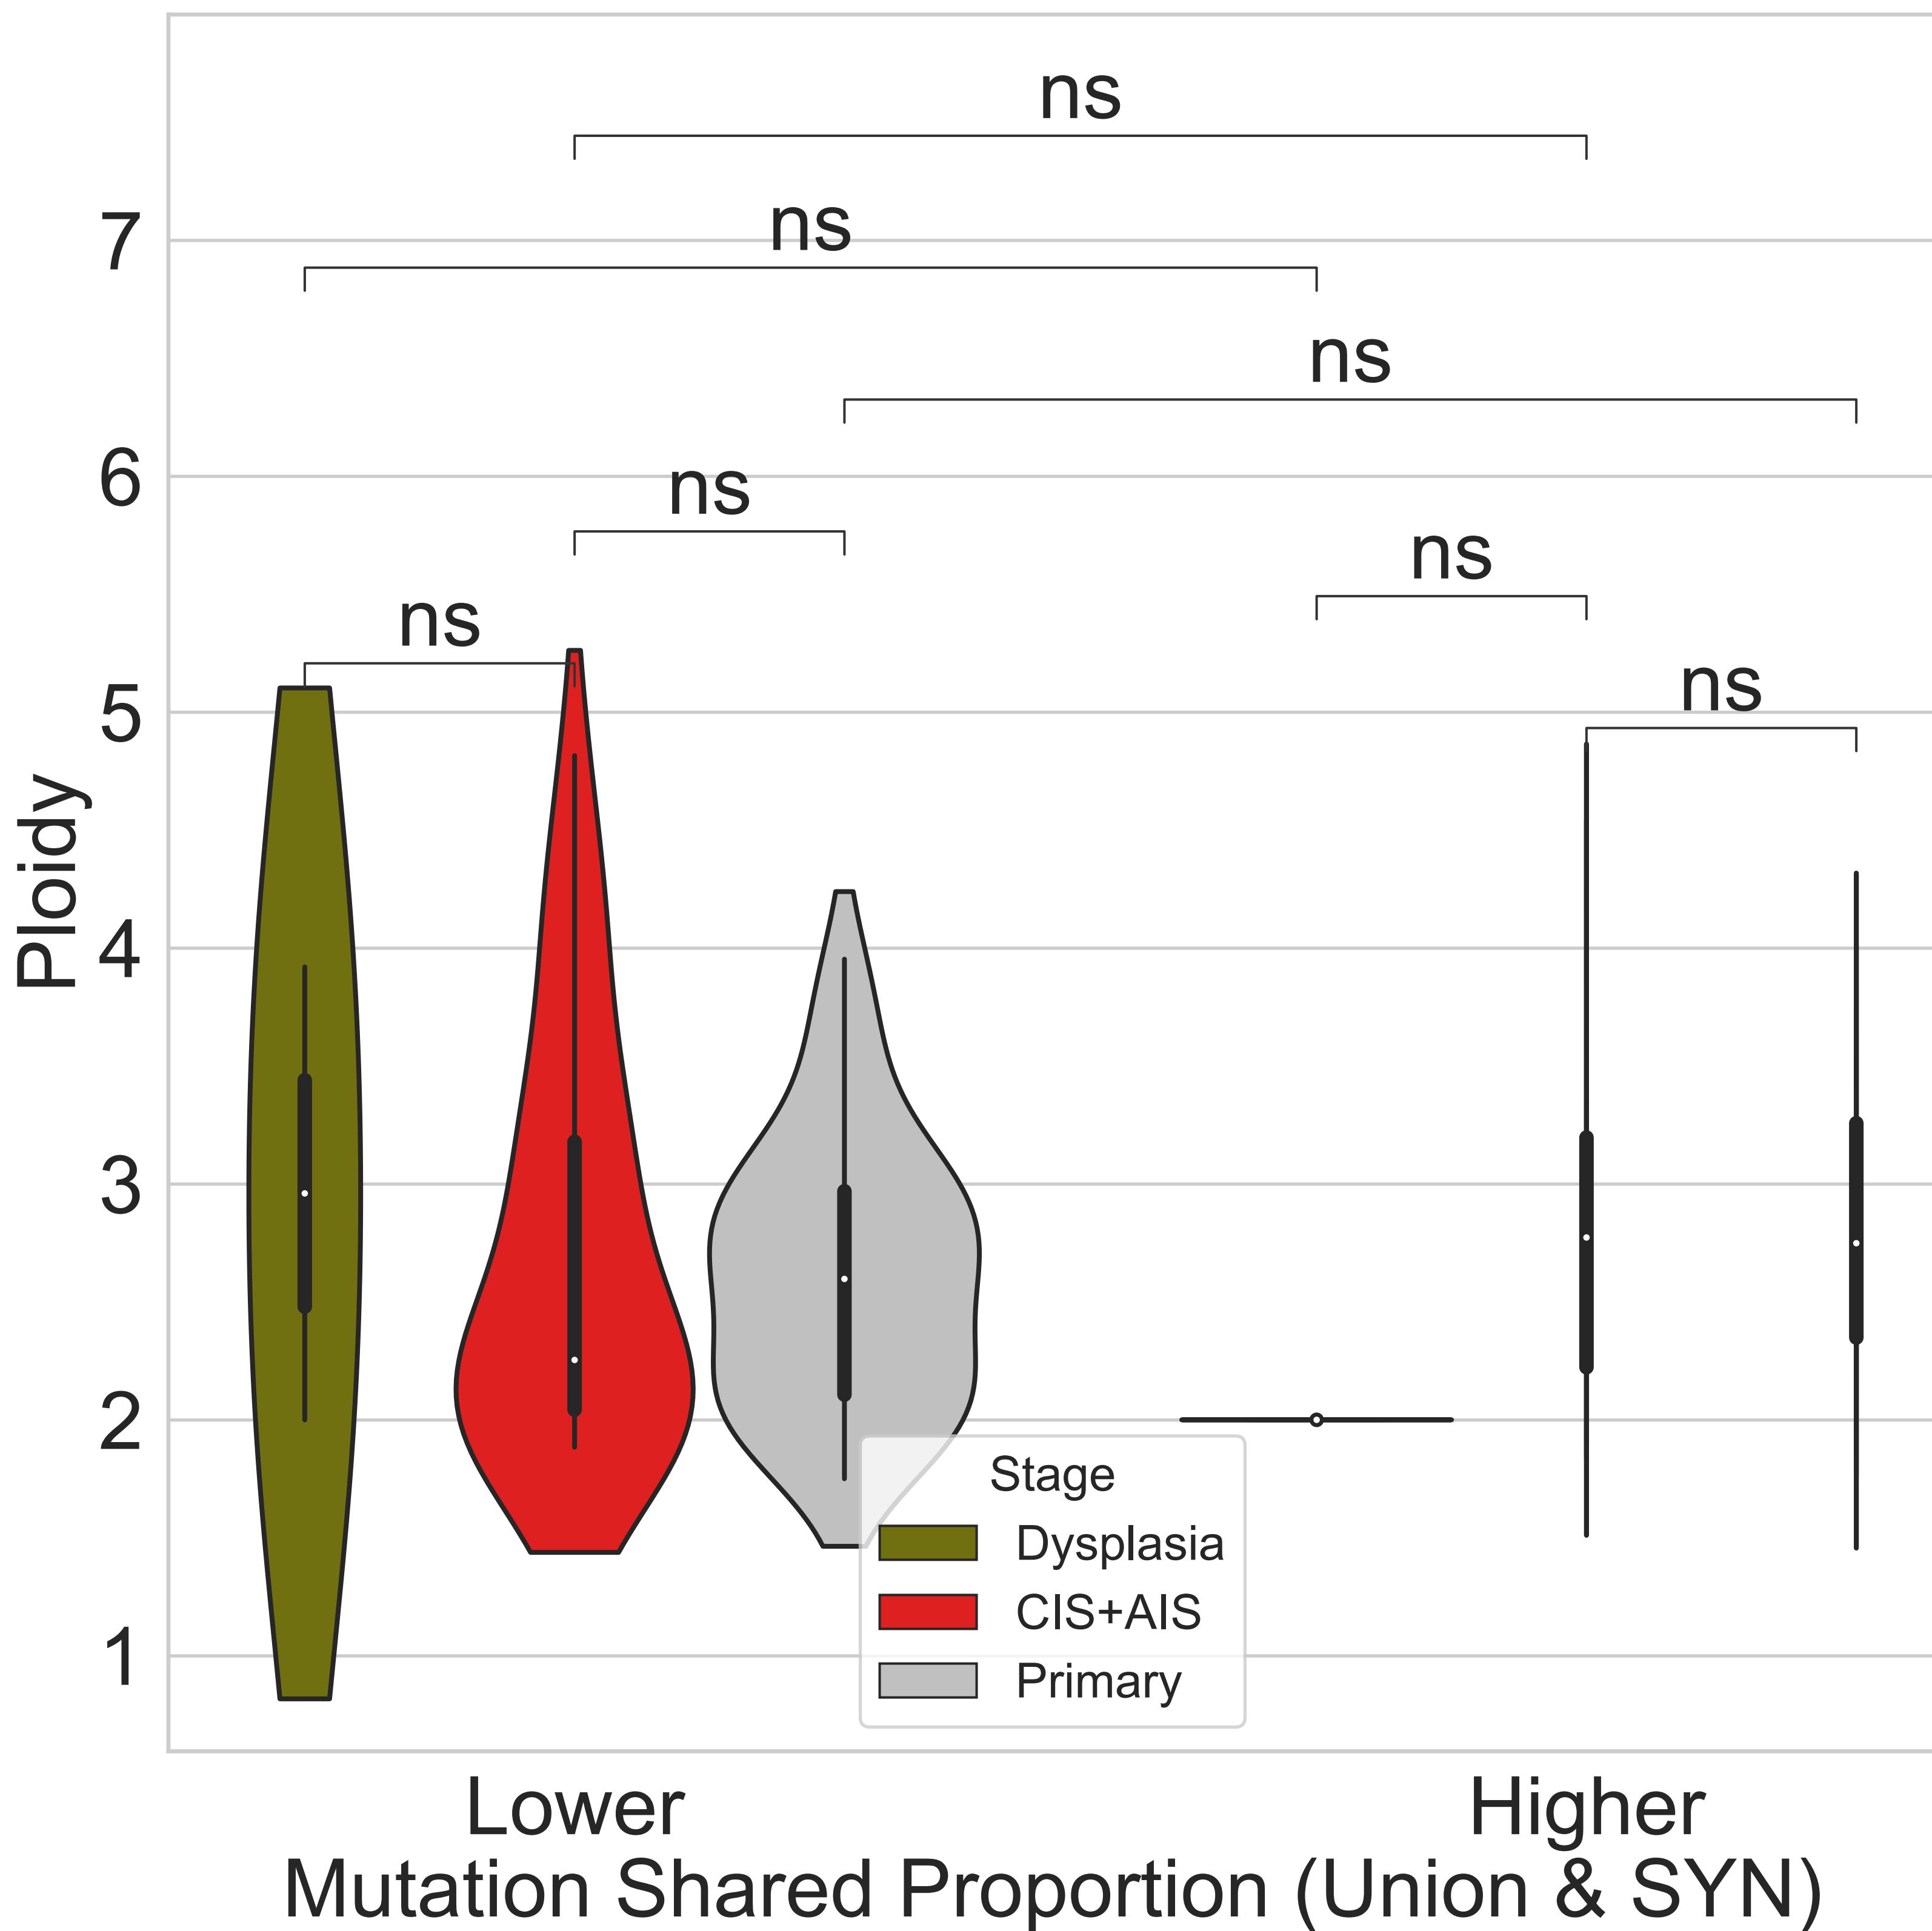 ns
ns
ns
ns
ns
ns
ns
7
6
5
4
3
2
1
Ploidy
Stage
Dysplasia
CIS+AIS
Primary
Lower
Higher
Mutation Shared Proportion (Union & SYN)